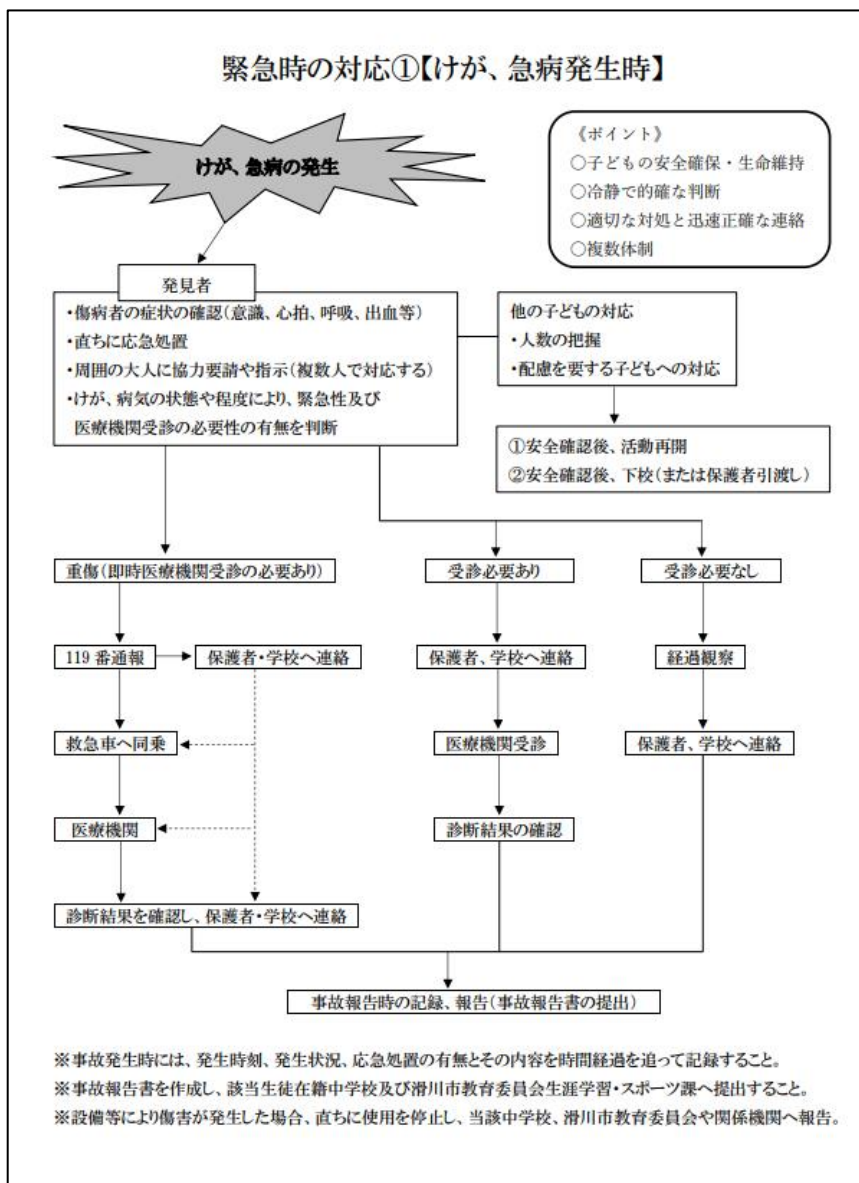 緊急時の対応①【けが、急病発生時】
けが、急病の発生
《ポイント》
○子どもの安全確保・生命維持
○冷静で的確な判断
○適切な対処と迅速正確な連絡
○複数体制
発見者
・傷病者の症状の確認(意識、心拍、呼吸、出血等)
・直ちに応急処置
・周囲の大人に協力要請や指示(複数人で対応する)
・けが、病気の状態や程度により、緊急性及び
医療機関受診の必要性の有無を判断
他の子どもの対応
・人数の把握
・配慮を要する子どもへの対応
①安全確認後、活動再開
②安全確認後、下校(または保護者引渡し)
重傷(即時医療機関受診の必要あり)
受診必要あり
受診必要なし
119番通報
保護者・学校へ連絡
保護者、学校へ連絡
経過観察
救急車へ同乗
医療機関受診
保護者、学校へ連絡
医療機関
診断結果の確認
診断結果を確認し、保護者・学校へ連絡
事故報告時の記録、報告(事故報告書の提出)
※事故発生時には、発生時刻、発生状況、応急処置の有無とその内容を時間経過を追って記録すること。
※事故報告書を作成し、該当生徒在籍中学校及び滑川市教育委員会生涯学習・スポーツ課へ提出すること。
※設備等により傷害が発生した場合、直ちに使用を停止し、当該中学校、滑川市教育委員会や関係機関へ報告。